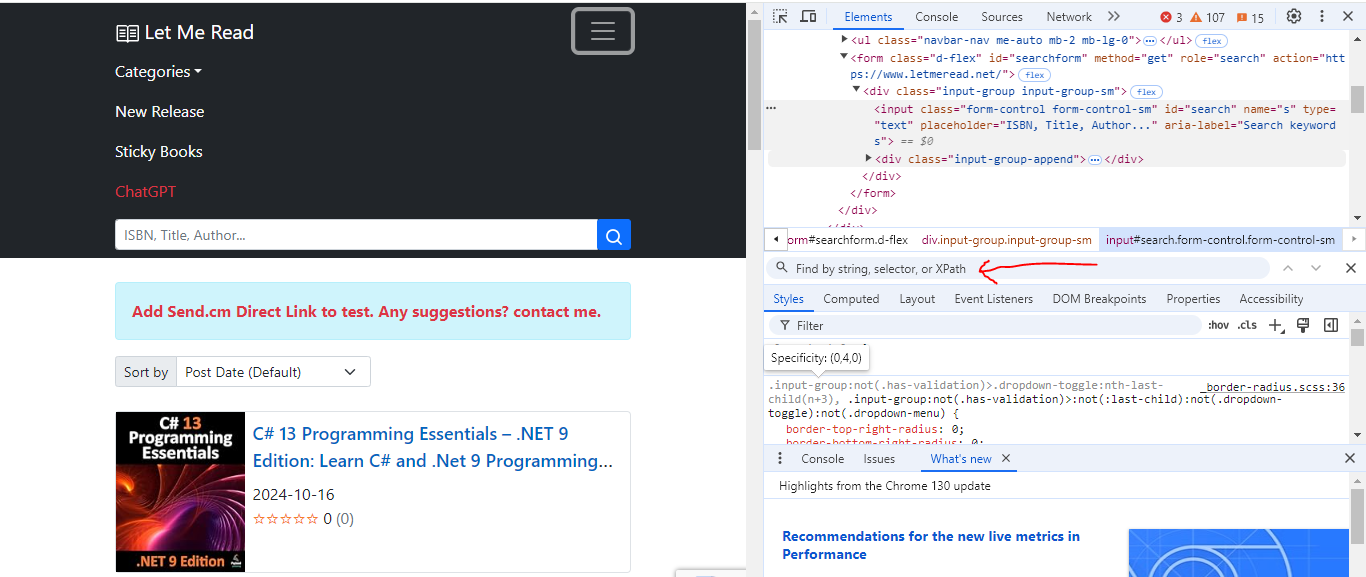 Let Me Read
Categories
New Release
Sticky Books
ChatGPT
ISBN, Title, Author...
Add Send.cm Direct Link to test. Any suggestions? contact me.
Sort by Post Date (Default)
C# 13
Programming
Essentials
.NET 9 Edition
C# 13 Programming Essentials – .NET 9
Edition: Learn C# and .Net 9 Programming...
2024-10-16
☆☆☆☆☆ 0 (0)
Elements Console Sources Network 3 107 15
<ul class="navbar-nav me-auto mb-2 mb-lg-0">…</ul> flex
<form class="d-flex" id="searchform" method="get" role="search" action="htt
ps://www.letmeread.net/"> flex
<div class="input-group input-group-sm"> flex
<input class="form-control form-control-sm" id="search" name="s" type=
"text" placeholder="ISBN, Title, Author..." aria-label="Search keyword
s"> == $0
<div class="input-group-append">…</div>
</div>
</form>
</div>
orm#searchform.d-flex div.input-group.input-group-sm input#search.form-control.form-control-sm
Find by string, selector, or XPath
Styles Computed Layout Event Listeners DOM Breakpoints Properties Accessibility
Filter :hov .cls
Specificity: (0,4,0)
.input-group:not(.has-validation)>.dropdown-toggle:nth-last- _border-radius.scss:36
child(n+3), .input-group:not(.has-validation)>:not(:last-child):not(.dropdown-
toggle):not(.dropdown-menu) {
border-top-right-radius: 0;
border-bottom-right-radius: 0;
Console Issues What's new
Highlights from the Chrome 130 update
Recommendations for the new live metrics in
Performance